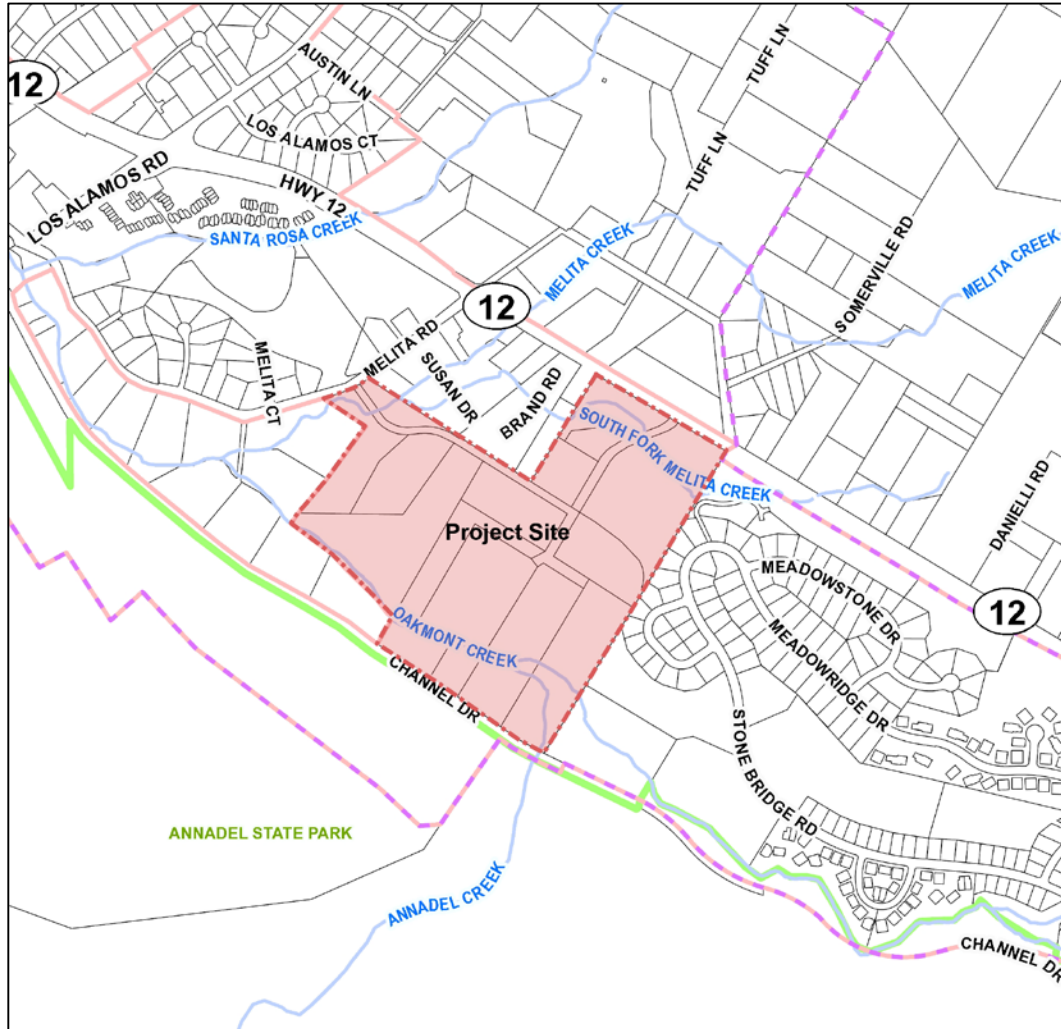 12
AUSTIN LN
TUFF LN
LOS ALAMOS CT
LOS ALAMOS RD
HWY 12
TUFF LN
SANTA ROSA CREEK
MELITA CREEK
SOMERVILLE RD
MELITA CREEK
12
MELITA RD
MELITA CT
SUSAN DR
BRAND RD
SOUTH FORK MELITA CREEK
DANIELLI RD
Project Site
MEADOWSTONE DR
12
OAKMONT CREEK
MEADOWRIDGE DR
CHANNEL DR
STONE BRIDGE RD
ANNADEL STATE PARK
ANNADEL CREEK
CHANNEL DR